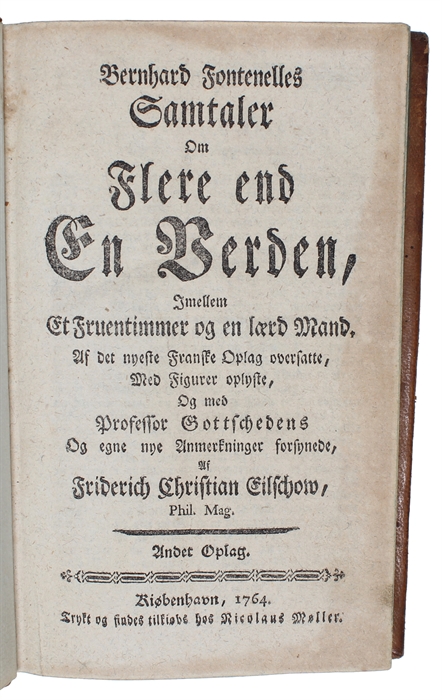 Bernhard Fontenelles
Samtaler
Om
Flere end
En Verden,
Imellem
Et Fruentimmer og en lærd Mand.
Af det nyeste Franske Oplag oversatte,
Med Figurer oplyste,
Og med
Professor Gottschedens
Og egne nye Anmerkninger forsynede,
Af
Friderich Christian Eilschow,
Phil. Mag.
Andet Oplag.
Kiøbenhavn, 1764.
Trykt og findes tilkiøbs hos Nicolaus Møller.